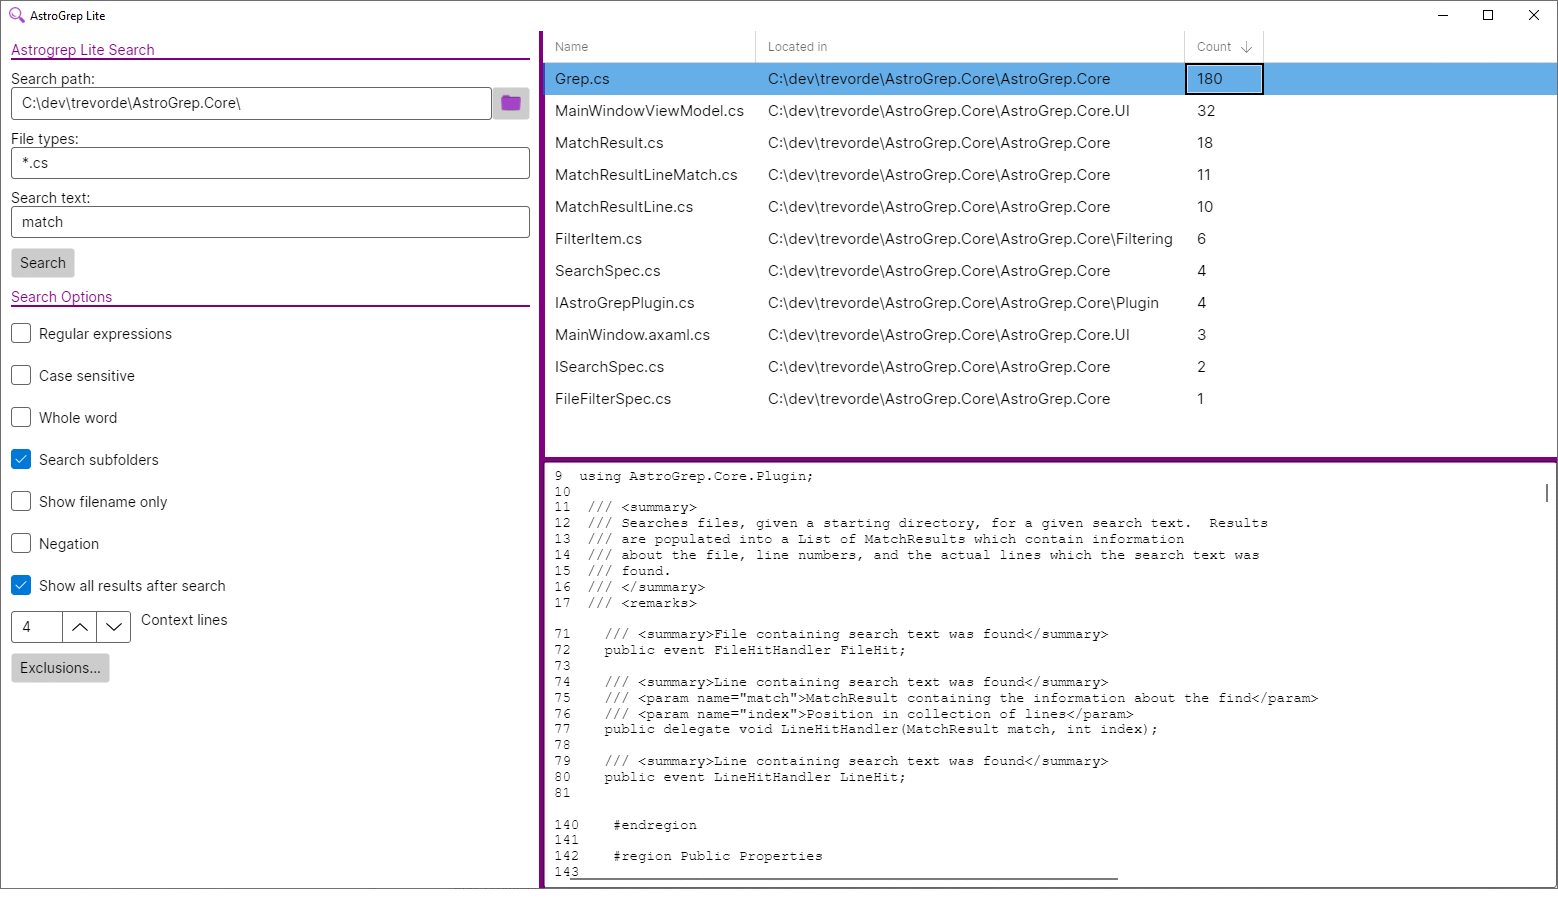 AstroGrep Lite
Astrogrep Lite Search
Search path:
C:\dev\trevorde\AstroGrep.Core\
File types:
*.cs
Search text:
match
Search
Search Options
Regular expressions
Case sensitive
Whole word
Search subfolders
Show filename only
Negation
Show all results after search
4 Context lines
Exclusions...
Name Located in Count
Grep.cs C:\dev\trevorde\AstroGrep.Core\AstroGrep.Core 180
MainWindowViewModel.cs C:\dev\trevorde\AstroGrep.Core\AstroGrep.Core.UI 32
MatchResult.cs C:\dev\trevorde\AstroGrep.Core\AstroGrep.Core 18
MatchResultLineMatch.cs C:\dev\trevorde\AstroGrep.Core\AstroGrep.Core 11
MatchResultLine.cs C:\dev\trevorde\AstroGrep.Core\AstroGrep.Core 10
FilterItem.cs C:\dev\trevorde\AstroGrep.Core\AstroGrep.Core\Filtering 6
SearchSpec.cs C:\dev\trevorde\AstroGrep.Core\AstroGrep.Core 4
IAstroGrepPlugin.cs C:\dev\trevorde\AstroGrep.Core\AstroGrep.Core\Plugin 4
MainWindow.axaml.cs C:\dev\trevorde\AstroGrep.Core\AstroGrep.Core.UI 3
ISearchSpec.cs C:\dev\trevorde\AstroGrep.Core\AstroGrep.Core 2
FileFilterSpec.cs C:\dev\trevorde\AstroGrep.Core\AstroGrep.Core 1
9 using AstroGrep.Core.Plugin;
10
11 /// <summary>
12 /// Searches files, given a starting directory, for a given search text.  Results
13 /// are populated into a List of MatchResults which contain information
14 /// about the file, line numbers, and the actual lines which the search text was
15 /// found.
16 /// </summary>
17 /// <remarks>
71 /// <summary>File containing search text was found</summary>
72 public event FileHitHandler FileHit;
73
74 /// <summary>Line containing search text was found</summary>
75 /// <param name="match">MatchResult containing the information about the find</param>
76 /// <param name="index">Position in collection of lines</param>
77 public delegate void LineHitHandler(MatchResult match, int index);
78
79 /// <summary>Line containing search text was found</summary>
80 public event LineHitHandler LineHit;
81
140 #endregion
141
142 #region Public Properties
143